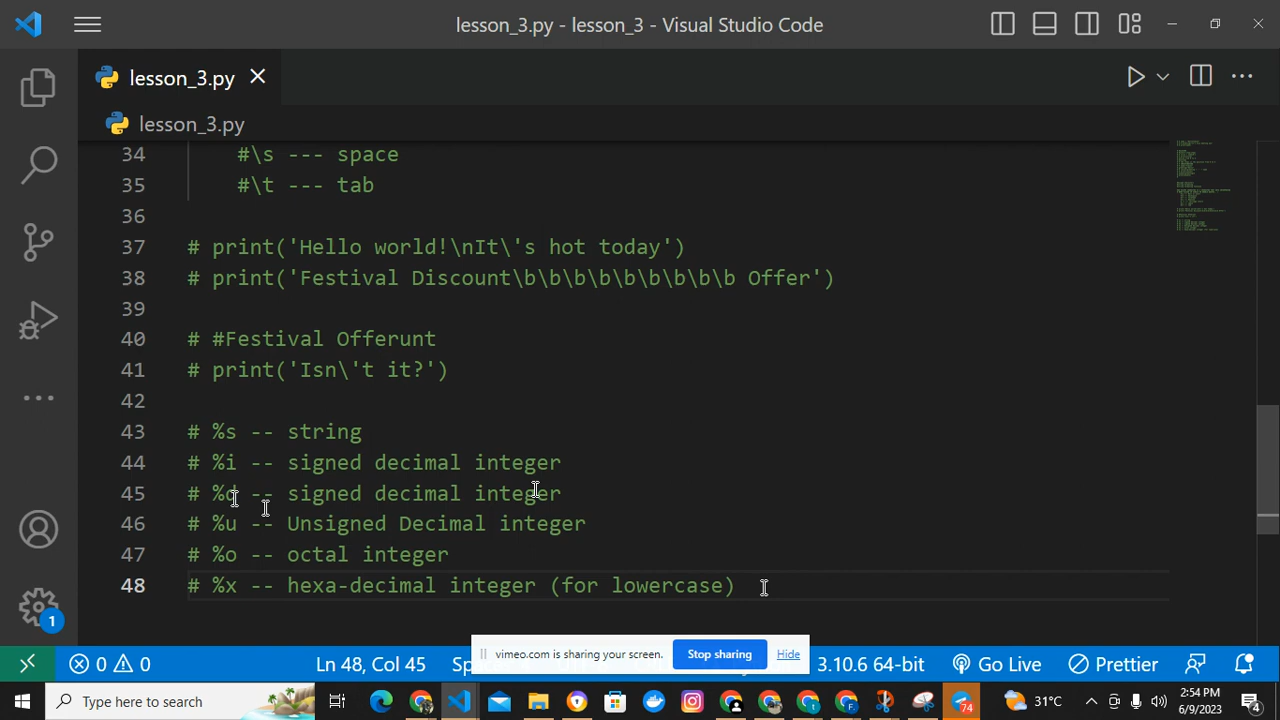 lesson_3.py - lesson_3 - Visual Studio Code
lesson_3.py
lesson_3.py
34 #\s --- space
35 #\t --- tab
36
37 # print('Hello world!\nIt\'s hot today')
38 # print('Festival Discount\b\b\b\b\b\b\b\b\b Offer')
39
40 # #Festival Offerunt
41 # print('Isn\'t it?')
42
43 # %s -- string
44 # %i -- signed decimal integer
45 # %d -- signed decimal integer
46 # %u -- Unsigned Decimal integer
47 # %o -- octal integer
48 # %x -- hexa-decimal integer (for lowercase)
vimeo.com is sharing your screen. Stop sharing Hide
1
0 0 Ln 48, Col 45 3.10.6 64-bit Go Live Prettier
Type here to search 74 31°C 2:54 PM
6/9/2023 4